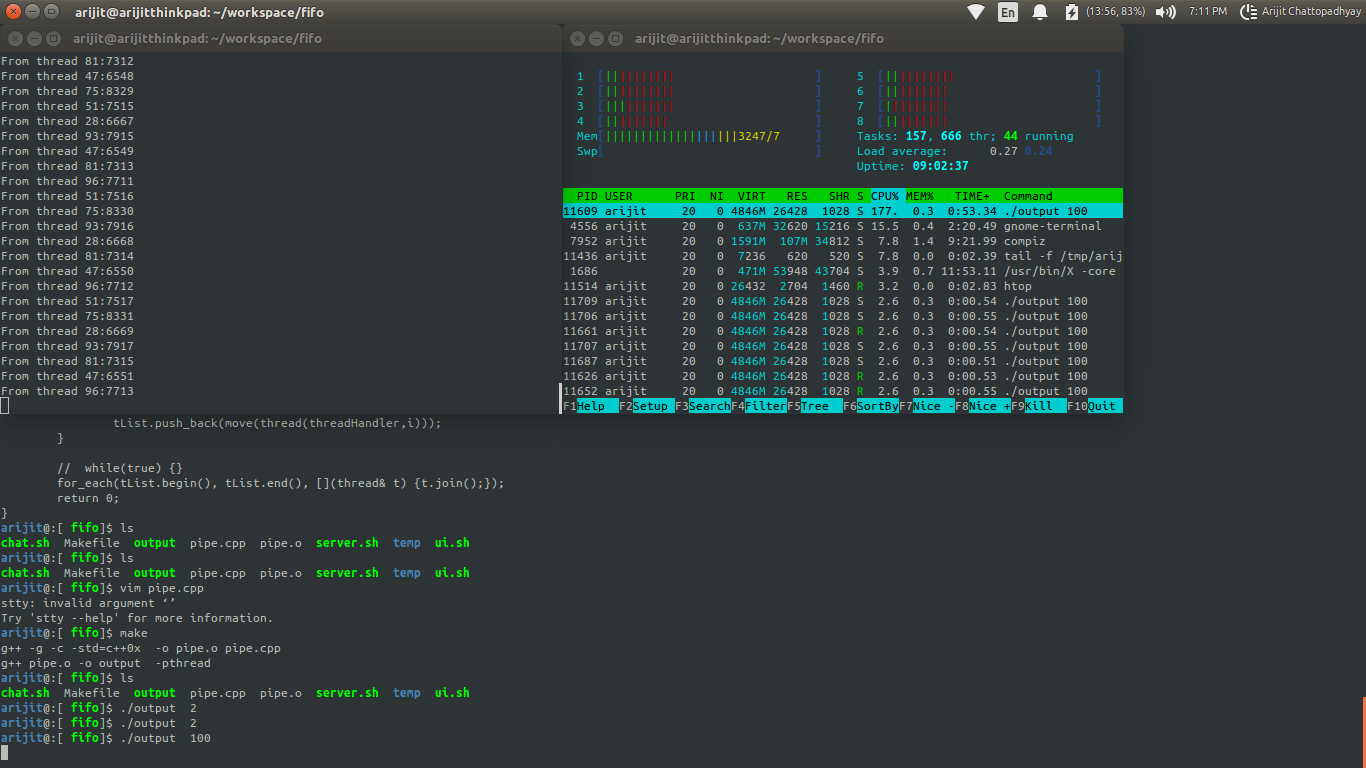 arijit@arijitthinkpad: ~/workspace/fifo
En
(13:56, 83%)
7:11 PM
Arijit Chattopadhyay
arijit@arijitthinkpad: ~/workspace/fifo
From thread 81:7312
From thread 47:6548
From thread 75:8329
From thread 51:7515
From thread 28:6667
From thread 93:7915
From thread 47:6549
From thread 81:7313
From thread 96:7711
From thread 51:7516
From thread 75:8330
From thread 93:7916
From thread 28:6668
From thread 81:7314
From thread 47:6550
From thread 96:7712
From thread 51:7517
From thread 75:8331
From thread 28:6669
From thread 93:7917
From thread 81:7315
From thread 47:6551
From thread 96:7713
arijit@arijitthinkpad: ~/workspace/fifo
1 [||||||||| ] 5 [||||||||| ]
2 [||||||||| ] 6 [||||||||| ]
3 [||||||||| ] 7 [||||||||| ]
4 [||||||||| ] 8 [||||||||| ]
Mem[|||||||||||||||||||3247/7 ] Tasks: 157, 666 thr; 44 running
Swp[ ] Load average: 0.27 0.24
Uptime: 09:02:37
PID USER PRI NI VIRT RES SHR S CPU% MEM% TIME+ Command
11609 arijit 20 0 4846M 26428 1028 S 177. 0.3 0:53.34 ./output 100
4556 arijit 20 0 637M 32620 15216 S 15.5 0.4 2:20.49 gnome-terminal
7952 arijit 20 0 1591M 107M 34812 S 7.8 1.4 9:21.99 compiz
11436 arijit 20 0 7236 620 520 S 7.8 0.0 0:02.39 tail -f /tmp/arij
1686 20 0 471M 53948 43704 S 3.9 0.7 11:53.11 /usr/bin/X -core
11514 arijit 20 0 26432 2704 1460 R 3.2 0.0 0:02.83 htop
11709 arijit 20 0 4846M 26428 1028 S 2.6 0.3 0:00.54 ./output 100
11706 arijit 20 0 4846M 26428 1028 S 2.6 0.3 0:00.55 ./output 100
11661 arijit 20 0 4846M 26428 1028 R 2.6 0.3 0:00.54 ./output 100
11707 arijit 20 0 4846M 26428 1028 S 2.6 0.3 0:00.55 ./output 100
11687 arijit 20 0 4846M 26428 1028 S 2.6 0.3 0:00.51 ./output 100
11626 arijit 20 0 4846M 26428 1028 R 2.6 0.3 0:00.53 ./output 100
11652 arijit 20 0 4846M 26428 1028 R 2.6 0.3 0:00.55 ./output 100
F1Help F2Setup F3SearchF4FilterF5Tree F6SortByF7Nice -F8Nice +F9Kill F10Quit
tList.push_back(move(thread(threadHandler,i)));
}
// while(true) {}
for_each(tList.begin(), tList.end(), [](thread& t) {t.join();});
return 0;
}
arijit@:[ fifo]$ ls
chat.sh Makefile output pipe.cpp pipe.o server.sh temp ui.sh
arijit@:[ fifo]$ ls
chat.sh Makefile output pipe.cpp pipe.o server.sh temp ui.sh
arijit@:[ fifo]$ vim pipe.cpp
stty: invalid argument ‘’
Try 'stty --help' for more information.
arijit@:[ fifo]$ make
g++ -g -c -std=c++0x -o pipe.o pipe.cpp
g++ pipe.o -o output -pthread
arijit@:[ fifo]$ ls
chat.sh Makefile output pipe.cpp pipe.o server.sh temp ui.sh
arijit@:[ fifo]$ ./output 2
arijit@:[ fifo]$ ./output 2
arijit@:[ fifo]$ ./output 100